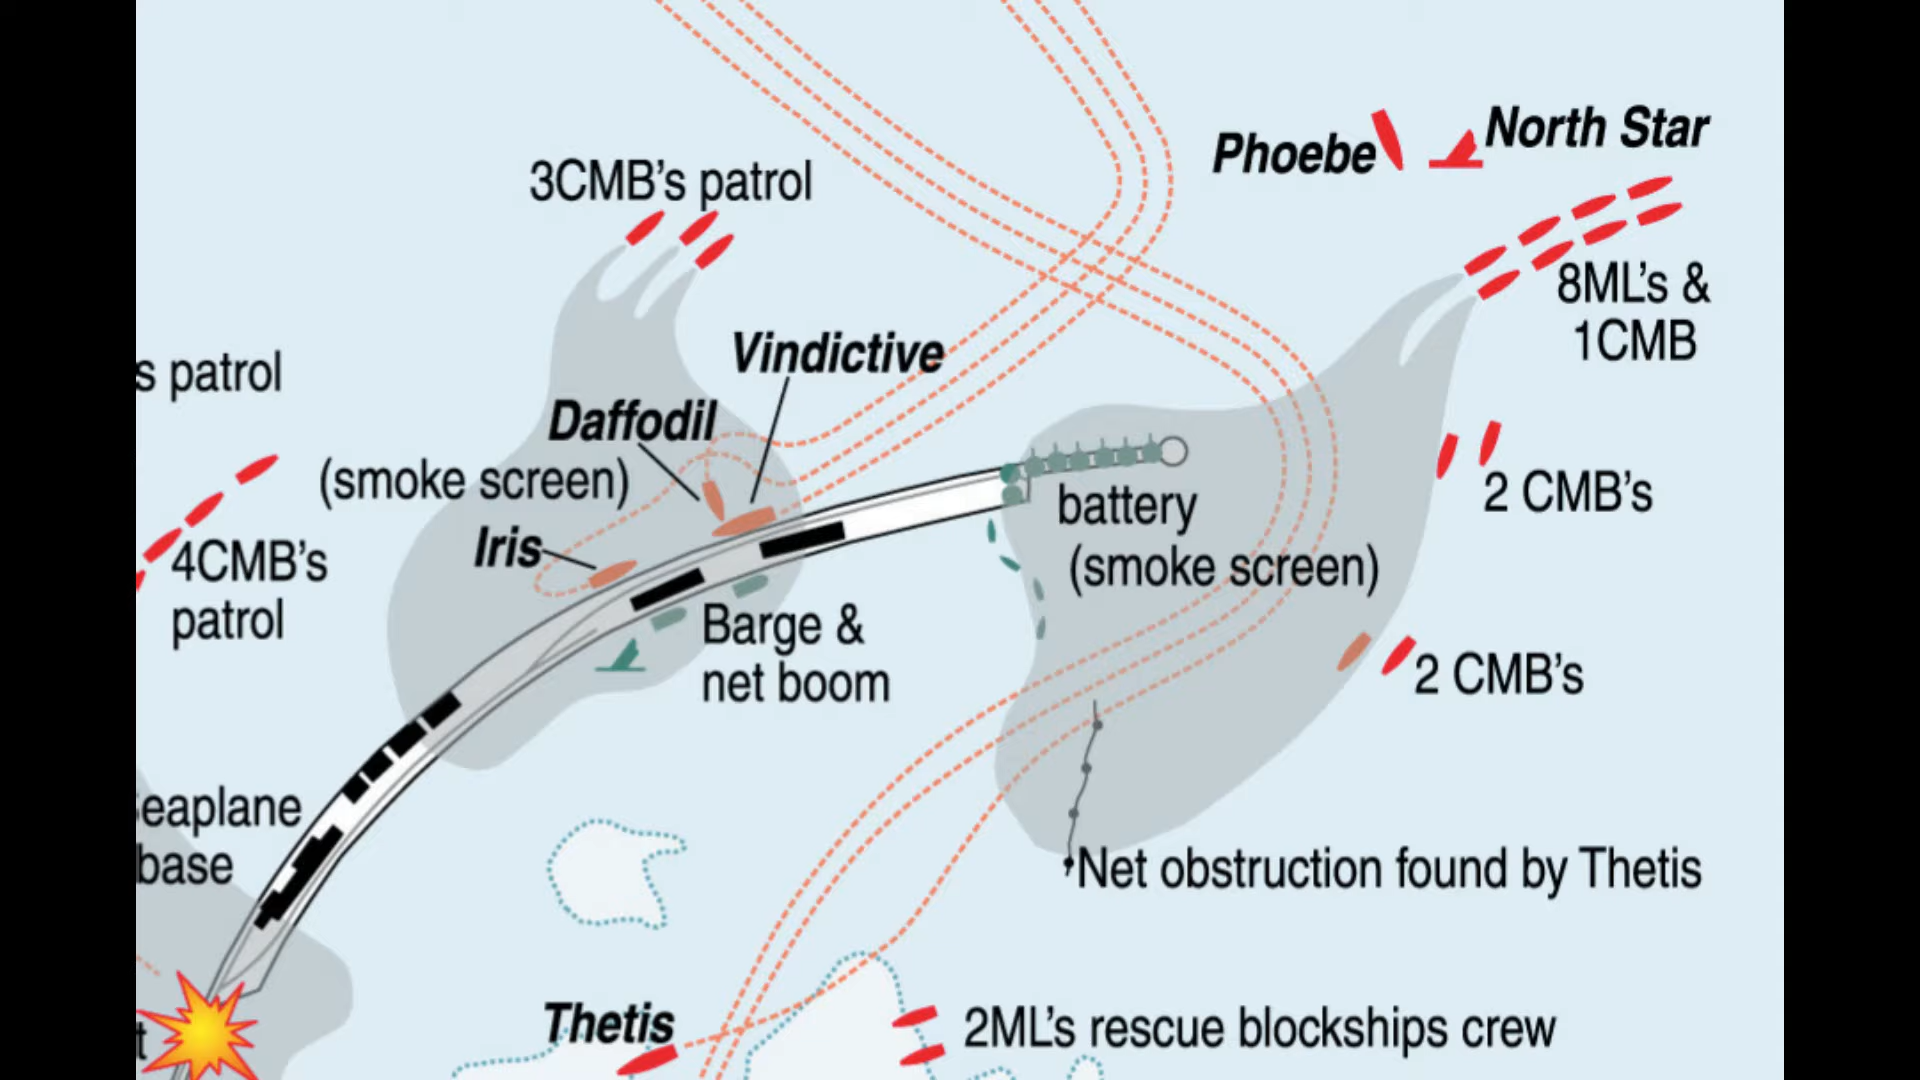 North Star
Phoebe
3CMB's patrol
8ML's &
1CMB
Vindictive
s patrol
Daffodil
(smoke screen)
2 CMB's
battery
Iris
4CMB's
patrol
(smoke screen)
Barge &
net boom
2 CMB's
eaplane
base
Net obstruction found by Thetis
Thetis
2ML's rescue blockships crew
t